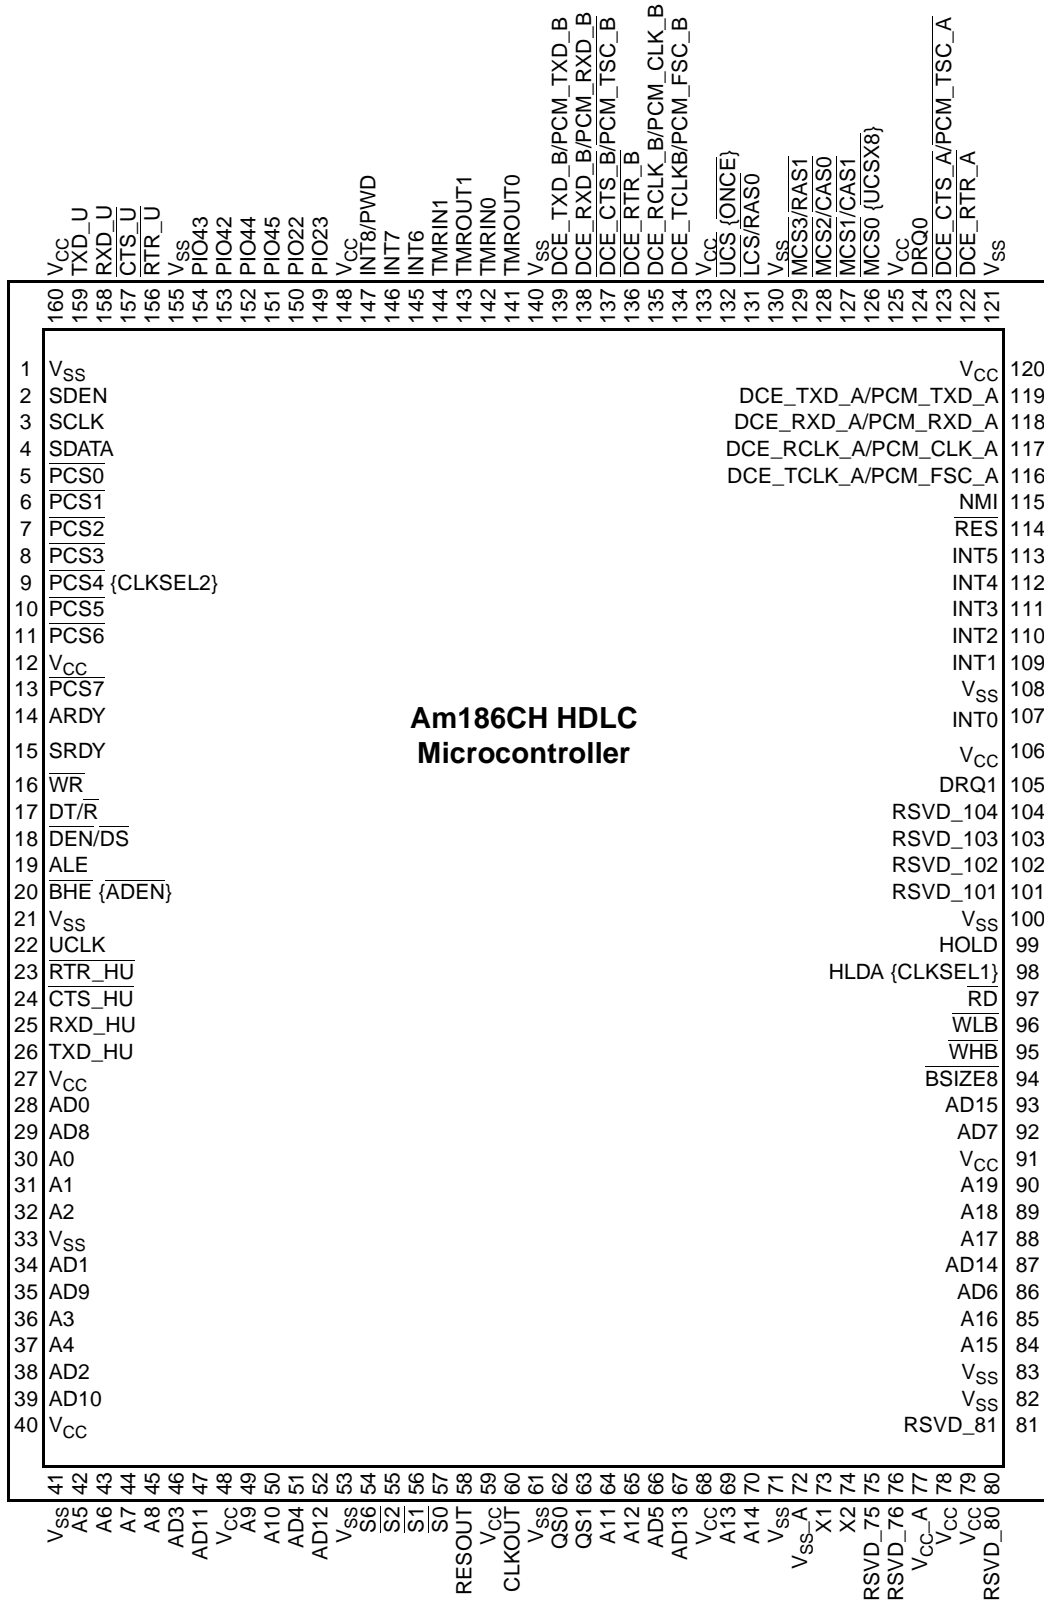 160 VCC
159 TXD_U
158 RXD_U
157 CTS_U
156 RTR_U
155 VSS
154 PIO43
153 PIO42
152 PIO44
151 PIO45
150 PIO22
149 PIO23
148 VCC
147 INT8/PWD
146 INT7
145 INT6
144 TMRIN1
143 TMROUT1
142 TMRIN0
141 TMROUT0
140 VSS
139 DCE_TXD_B/PCM_TXD_B
138 DCE_RXD_B/PCM_RXD_B
137 DCE_CTS_B/PCM_TSC_B
136 DCE_RTR_B
135 DCE_RCLK_B/PCM_CLK_B
134 DCE_TCLKB/PCM_FSC_B
133 VCC
132 UCS {ONCE}
131 LCS/RAS0
130 VSS
129 MCS3/RAS1
128 MCS2/CAS0
127 MCS1/CAS1
126 MCS0 {UCSX8}
125 VCC
124 DRQ0
123 DCE_CTS_A/PCM_TSC_A
122 DCE_RTR_A
121 VSS
1 VSS
2 SDEN
3 SCLK
4 SDATA
5 PCS0
6 PCS1
7 PCS2
8 PCS3
9 PCS4 {CLKSEL2}
10 PCS5
11 PCS6
12 VCC
13 PCS7
14 ARDY
15 SRDY
16 WR
17 DT/R
18 DEN/DS
19 ALE
20 BHE {ADEN}
21 VSS
22 UCLK
23 RTR_HU
24 CTS_HU
25 RXD_HU
26 TXD_HU
27 VCC
28 AD0
29 AD8
30 A0
31 A1
32 A2
33 VSS
34 AD1
35 AD9
36 A3
37 A4
38 AD2
39 AD10
40 VCC
Am186CH HDLC
Microcontroller
VCC 120
DCE_TXD_A/PCM_TXD_A 119
DCE_RXD_A/PCM_RXD_A 118
DCE_RCLK_A/PCM_CLK_A 117
DCE_TCLK_A/PCM_FSC_A 116
NMI 115
RES 114
INT5 113
INT4 112
INT3 111
INT2 110
INT1 109
VSS 108
INT0 107
VCC 106
DRQ1 105
RSVD_104 104
RSVD_103 103
RSVD_102 102
RSVD_101 101
VSS 100
HOLD 99
HLDA {CLKSEL1} 98
RD 97
WLB 96
WHB 95
BSIZE8 94
AD15 93
AD7 92
VCC 91
A19 90
A18 89
A17 88
AD14 87
AD6 86
A16 85
A15 84
VSS 83
VSS 82
RSVD_81 81
VSS 41
A5 42
A6 43
A7 44
A8 45
AD3 46
AD11 47
VCC 48
A9 49
A10 50
AD4 51
AD12 52
VSS 53
S6 54
S2 55
S1 56
S0 57
RESOUT 58
VCC 59
CLKOUT 60
VSS 61
QS0 62
QS1 63
A11 64
A12 65
AD5 66
AD13 67
VCC 68
A13 69
A14 70
VSS 71
VSS_A 72
X1 73
X2 74
RSVD_75 75
RSVD_76 76
VCC_A 77
VCC 78
VCC 79
RSVD_80 80